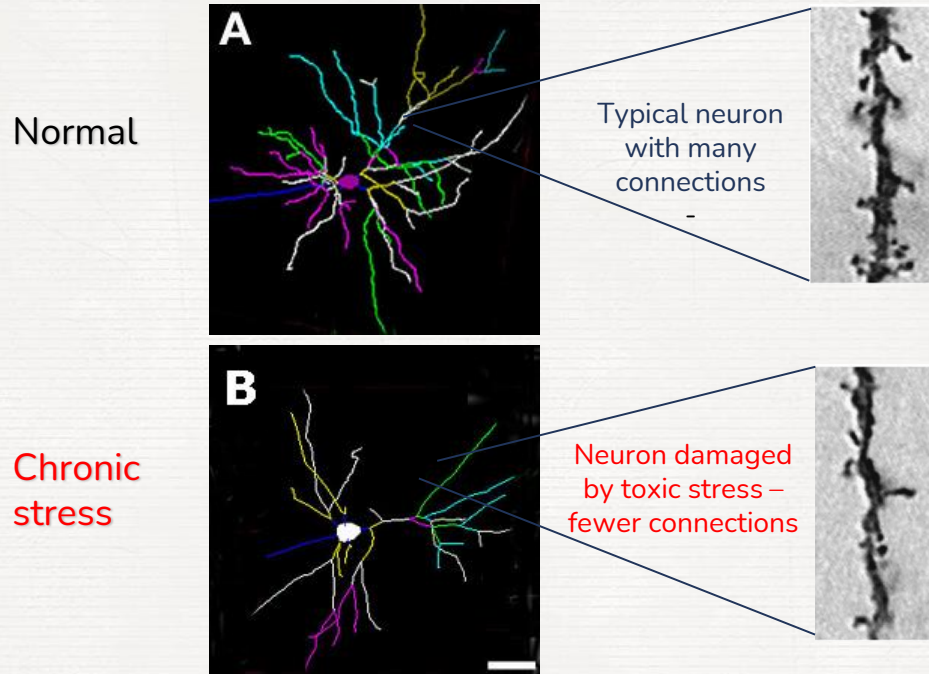 A
Normal
Typical neuron
with many
connections
-
B
Chronic
stress
Neuron damaged
by toxic stress –
fewer connections